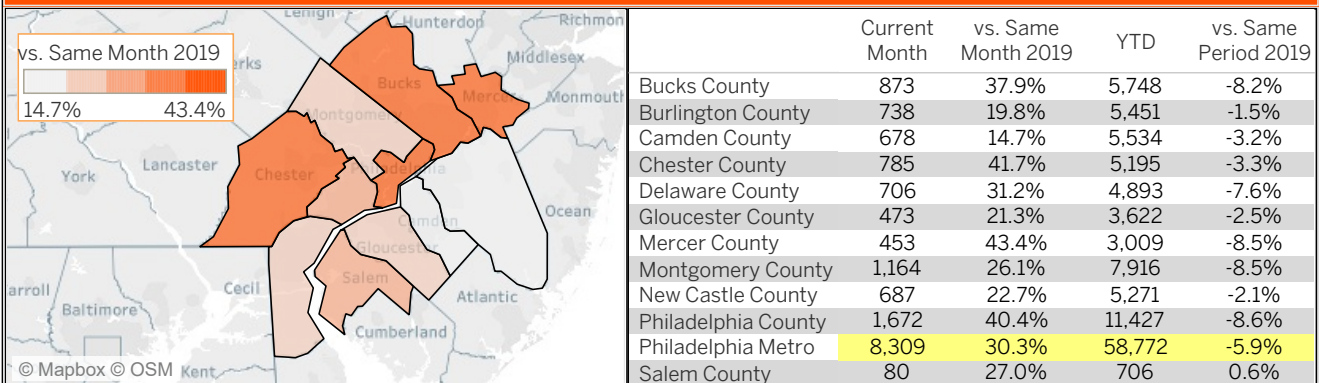 Lehigh
Hunterdon
Richmon
vs. Same Month 2019
14.7%
43.4%
erks
Middlesex
Bucks
Mercer
Monmouth
Montgomery
Lancaster
York
Chester
Philadelphia
Camden
Ocean
Gloucester
Cecil
Salem
arroll
Baltimore
Atlantic
Cumberland
© Mapbox © OSM
Kent
Current Month vs. Same Month 2019 YTD vs. Same Period 2019
Bucks County 873 37.9% 5,748 -8.2%
Burlington County 738 19.8% 5,451 -1.5%
Camden County 678 14.7% 5,534 -3.2%
Chester County 785 41.7% 5,195 -3.3%
Delaware County 706 31.2% 4,893 -7.6%
Gloucester County 473 21.3% 3,622 -2.5%
Mercer County 453 43.4% 3,009 -8.5%
Montgomery County 1,164 26.1% 7,916 -8.5%
New Castle County 687 22.7% 5,271 -2.1%
Philadelphia County 1,672 40.4% 11,427 -8.6%
Philadelphia Metro 8,309 30.3% 58,772 -5.9%
Salem County 80 27.0% 706 0.6%